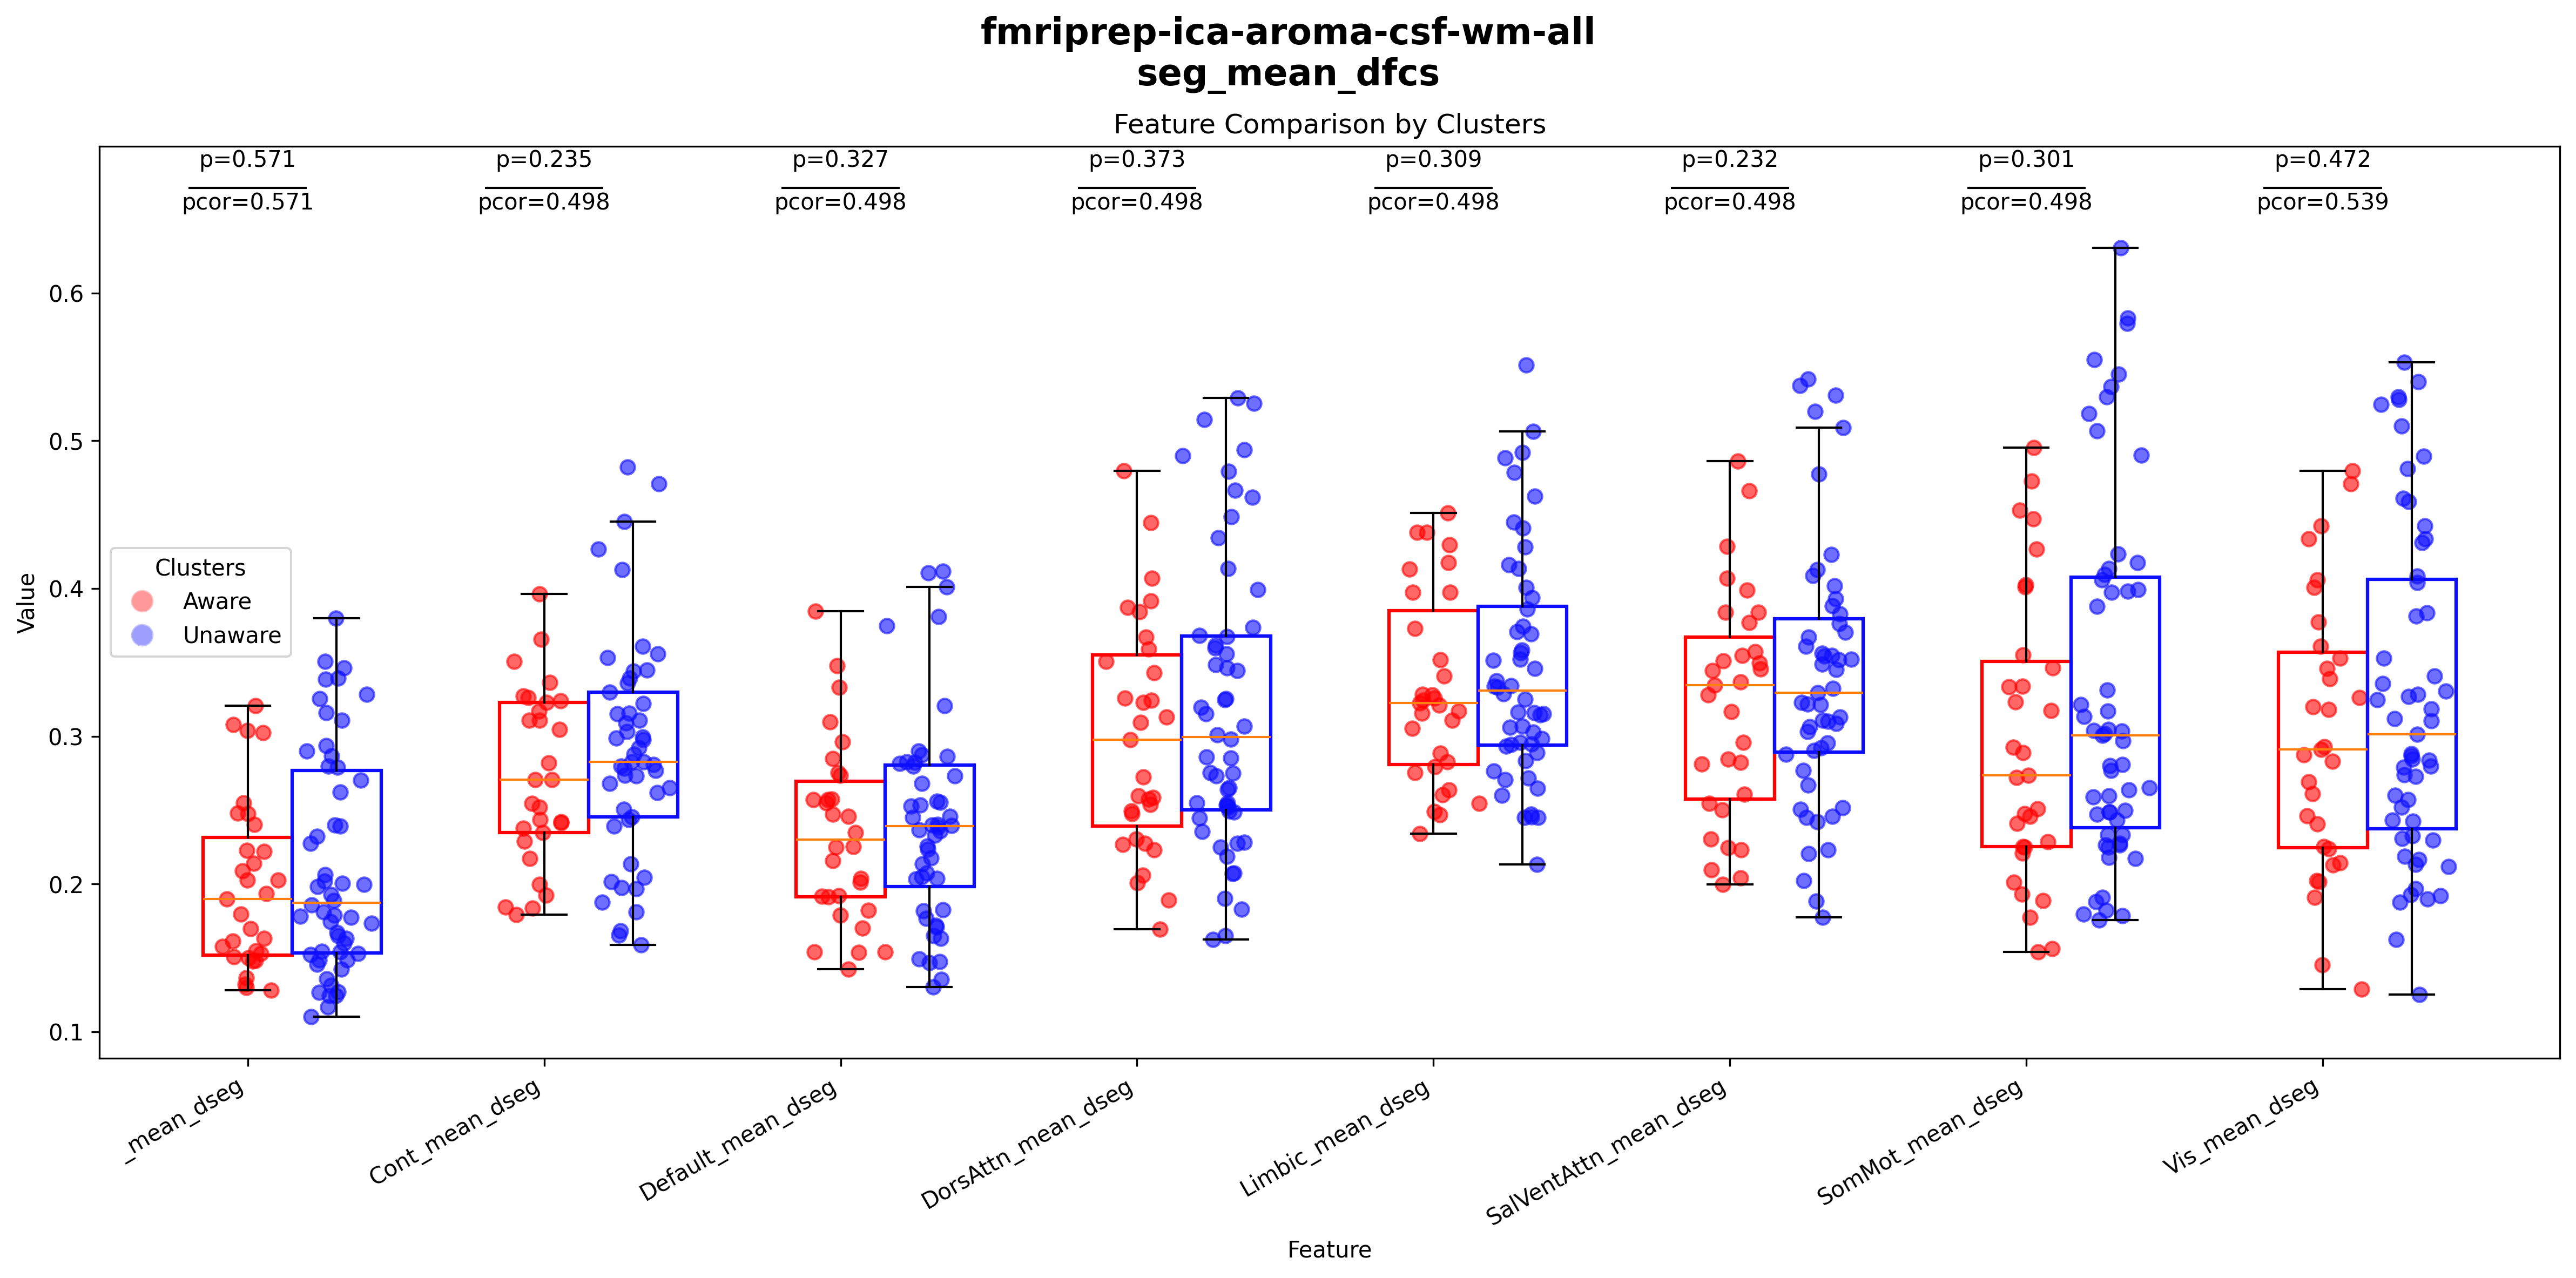 fmriprep-ica-aroma-csf-wm-all
seg_mean_dfcs
Feature Comparison by Clusters
p=0.571
pcor=0.571
p=0.235
pcor=0.498
p=0.327
pcor=0.498
p=0.373
pcor=0.498
p=0.309
pcor=0.498
p=0.232
pcor=0.498
p=0.301
pcor=0.498
p=0.472
pcor=0.539
Value
0.6
0.5
0.4
0.3
0.2
0.1
Clusters
Aware
Unaware
_mean_dseg
Cont_mean_dseg
Default_mean_dseg
DorsAttn_mean_dseg
Limbic_mean_dseg
SalVentAttn_mean_dseg
SomMot_mean_dseg
Vis_mean_dseg
Feature